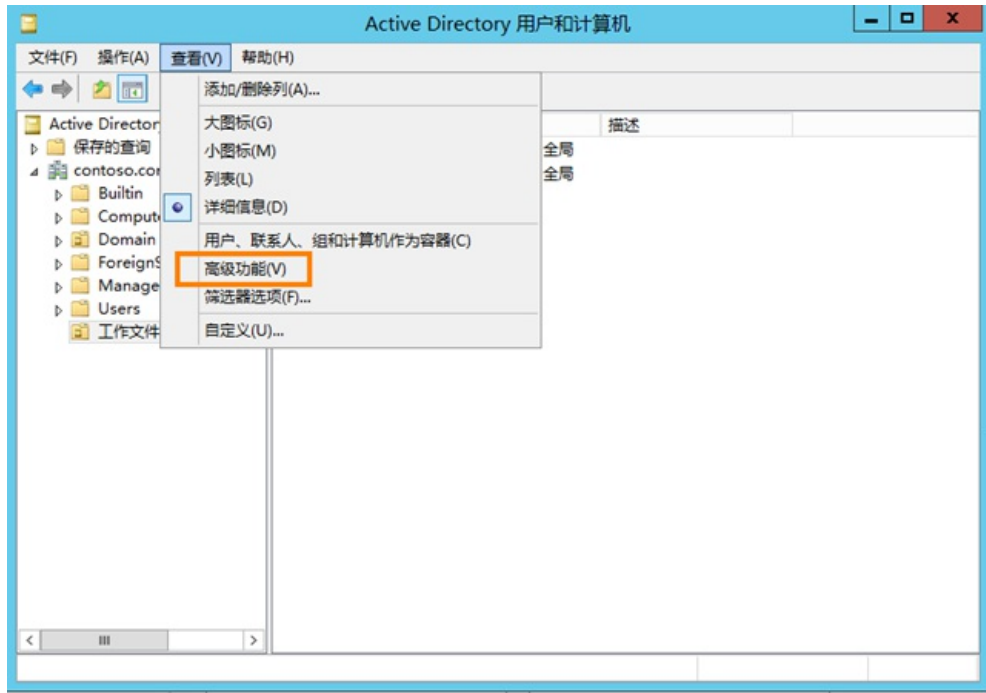 Active Directory 用户和计算机
文件(F) 操作(A) 查看(V) 帮助(H)
添加/删除列(A)...
大图标(G)
小图标(M)
列表(L)
详细信息(D)
用户、联系人、组和计算机作为容器(C)
高级功能(V)
筛选器选项(F)...
自定义(U)...
Active Director
保存的查询
contoso.co
Builtin
Comput
Domain
Foreign
Manage
Users
工作文件
描述
全局
全局